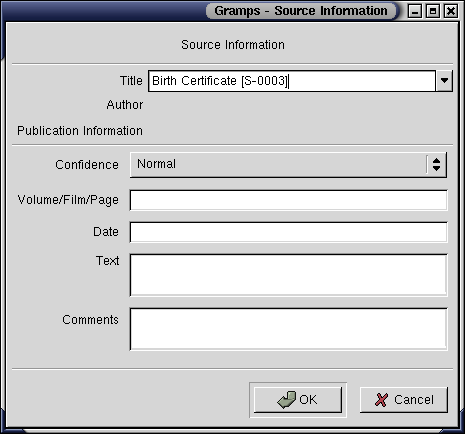 Gramps - Source Information
Source Information
Title Birth Certificate [S-0003]
Author
Publication Information
Confidence Normal
Volume/Film/Page
Date
Text
Comments
OK Cancel